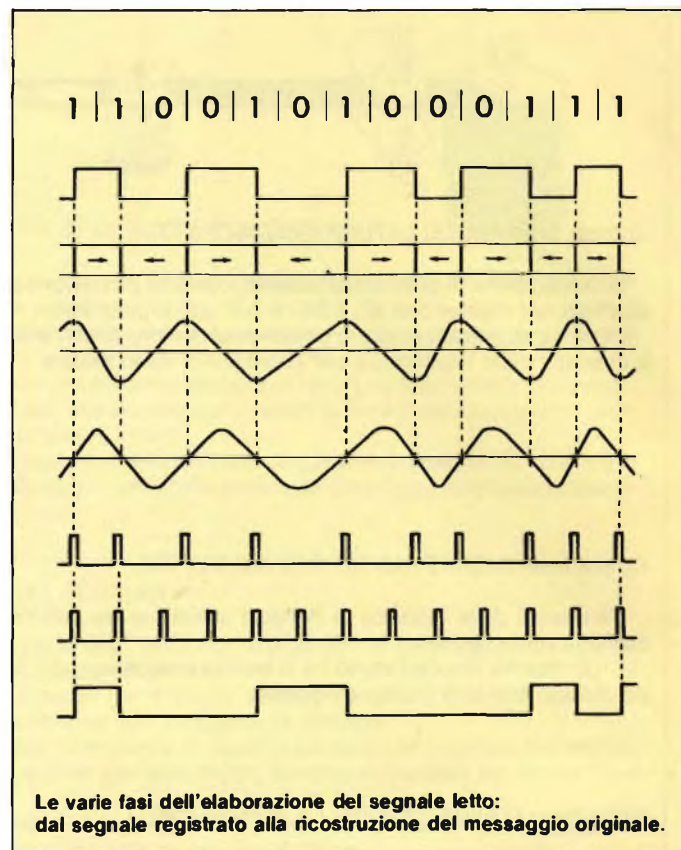 1 | 1 | 0 | 0 | 1 | 0 | 1 | 0 | 0 | 0 | 1 | 1 | 1
Le varie fasi dell'elaborazione del segnale letto:
dal segnale registrato alla ricostruzione del messaggio originale.